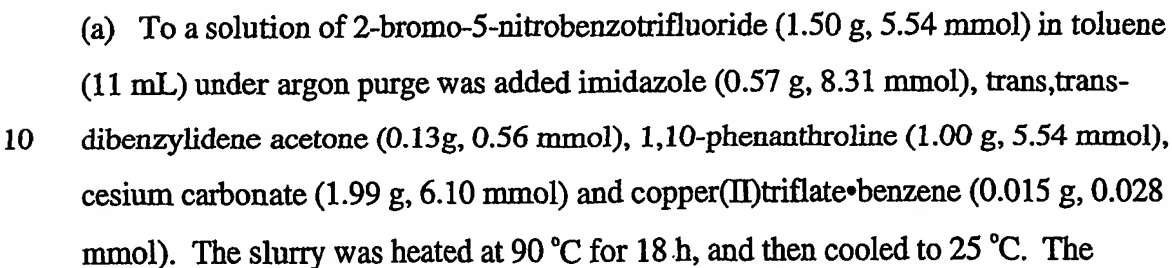 (a) To a solution of 2-bromo-5-nitrobenzotrifluoride (1.50 g, 5.54 mmol) in toluene
(11 mL) under argon purge was added imidazole (0.57 g, 8.31 mmol), trans,trans-
10 dibenzylidene acetone (0.13g, 0.56 mmol), 1,10-phenanthroline (1.00 g, 5.54 mmol),
cesium carbonate (1.99 g, 6.10 mmol) and copper(II)triflate•benzene (0.015 g, 0.028
mmol). The slurry was heated at 90 °C for 18 h, and then cooled to 25 °C. The